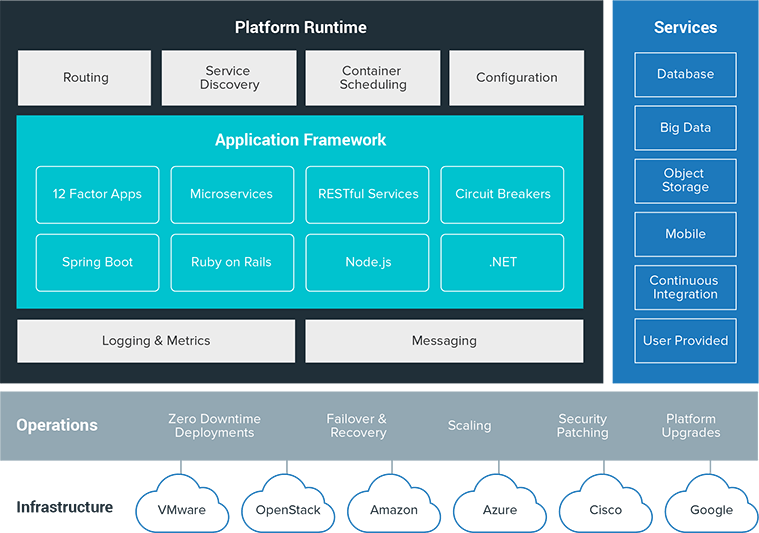 Platform Runtime
Routing
Service
Discovery
Container
Scheduling
Configuration
Application Framework
12 Factor Apps
Microservices
RESTful Services
Circuit Breakers
Spring Boot
Ruby on Rails
Node.js
.NET
Logging & Metrics
Messaging
Services
Database
Big Data
Object
Storage
Mobile
Continuous
Integration
User Provided
Operations
Zero Downtime
Deployments
Failover &
Recovery
Scaling
Security
Patching
Platform
Upgrades
Infrastructure
VMware
OpenStack
Amazon
Azure
Cisco
Google